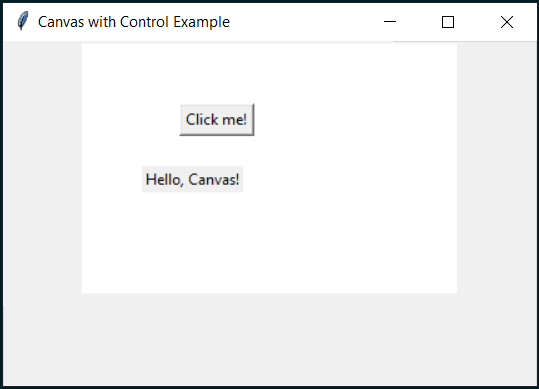 Canvas with Control Example
Click me!
Hello, Canvas!